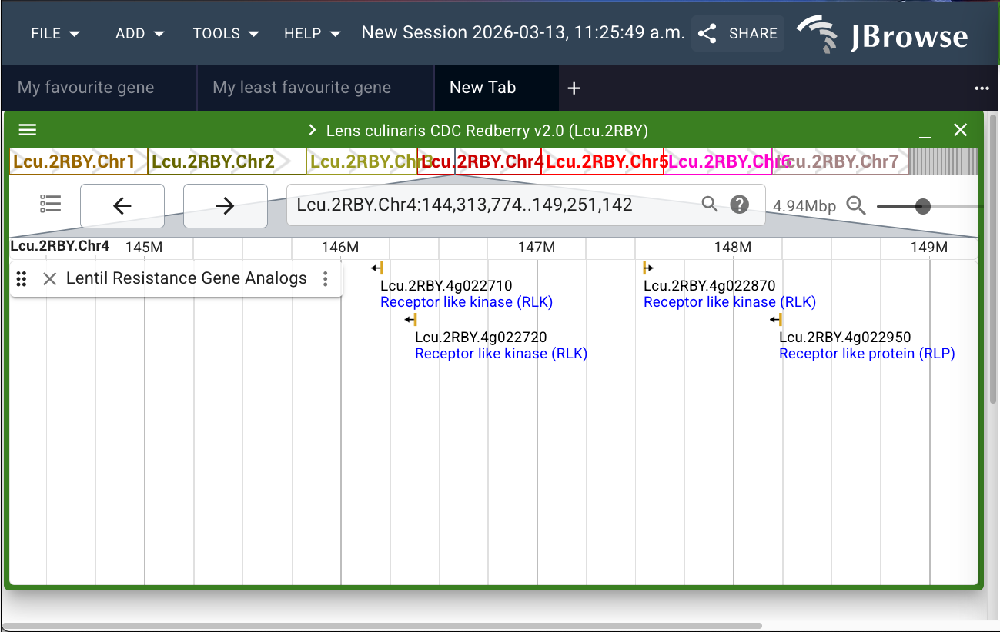 FILE ADD TOOLS HELP New Session 2026-03-13, 11:25:49 a.m. SHARE JBrowse
My favourite gene My least favourite gene New Tab +
Lens culinaris CDC Redberry v2.0 (Lcu.2RBY)
Lcu.2RBY.Chr1 Lcu.2RBY.Chr2 Lcu.2RBY.Chr3 Lcu.2RBY.Chr4 Lcu.2RBY.Chr5 Lcu.2RBY.Chr6 Lcu.2RBY.Chr7
Lcu.2RBY.Chr4:144,313,774..149,251,142 ? 4.94Mbp
Lcu.2RBY.Chr4 145M 146M 147M 148M 149M
Lentil Resistance Gene Analogs
Lcu.2RBY.4g022710 Lcu.2RBY.4g022870
Receptor like kinase (RLK) Receptor like kinase (RLK)
Lcu.2RBY.4g022720 Lcu.2RBY.4g022950
Receptor like kinase (RLK) Receptor like protein (RLP)